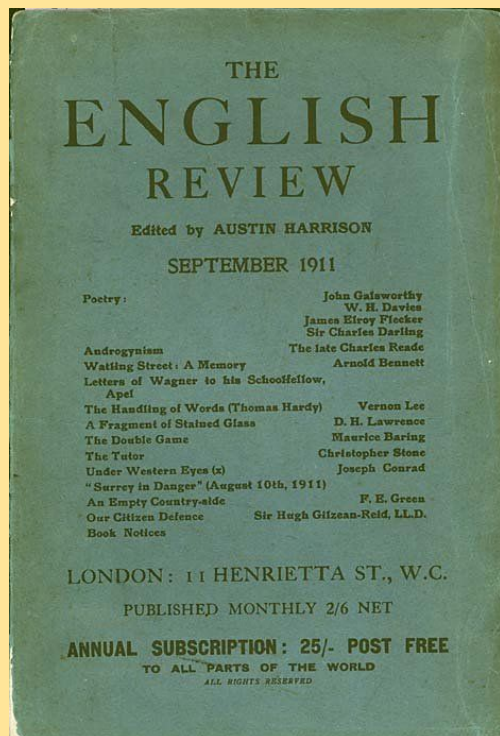 THE
ENGLISH
REVIEW
Edited by AUSTIN HARRISON
SEPTEMBER 1911
Poetry: John Galsworthy
W. H. Davies
James Elroy Flecker
Sir Charles Darling
Androgynism The late Charles Reade
Watling Street: A Memory Arnold Bennett
Letters of Wagner to his Schoolfellow,
Apel
The Handling of Words (Thomas Hardy) Vernon Lee
A Fragment of Stained Glass D. H. Lawrence
The Double Game Maurice Baring
The Tutor Christopher Stone
Under Western Eyes (x) Joseph Conrad
"Surrey in Danger" (August 10th, 1911)
An Empty Country-side F. E. Green
Our Citizen Defence Sir Hugh Gilzean-Reid, LL.D.
Book Notices
LONDON: 11 HENRIETTA ST., W.C.
PUBLISHED MONTHLY 2/6 NET
ANNUAL SUBSCRIPTION: 25/- POST FREE
TO ALL PARTS OF THE WORLD
ALL RIGHTS RESERVED